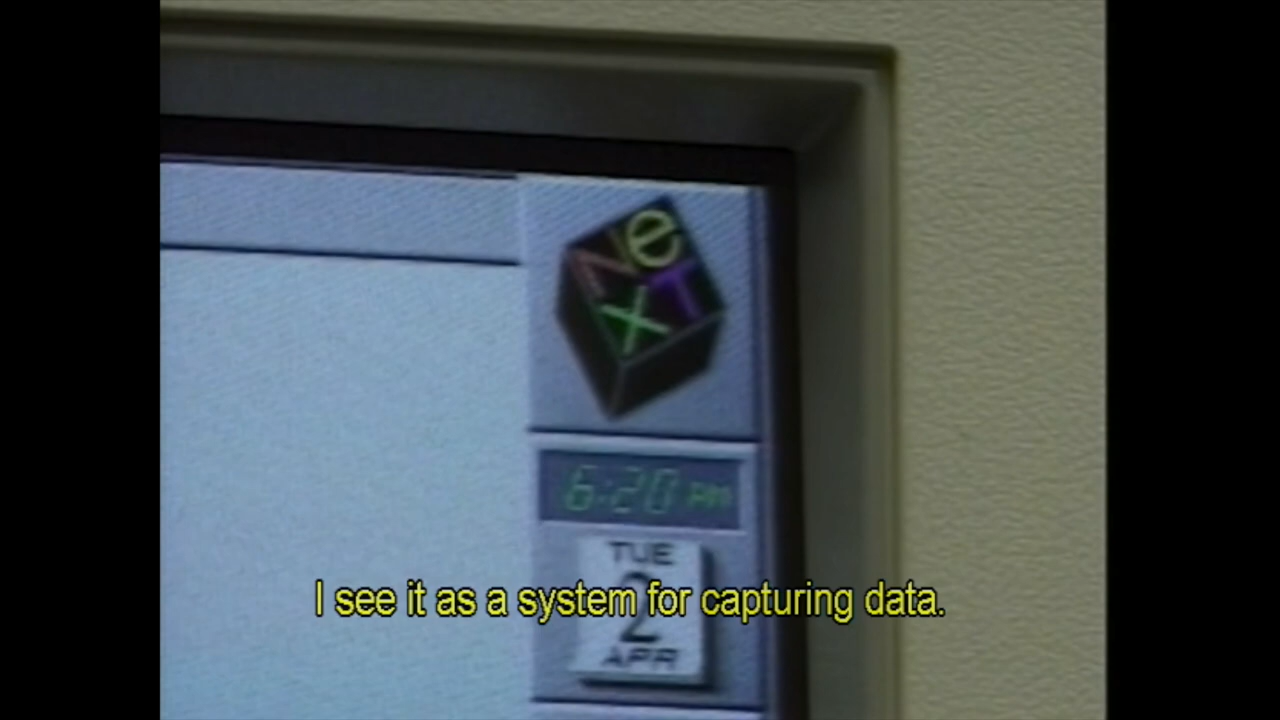 NeXT
6:20 PM
TUE
2
APR
I see it as a system for capturing data.